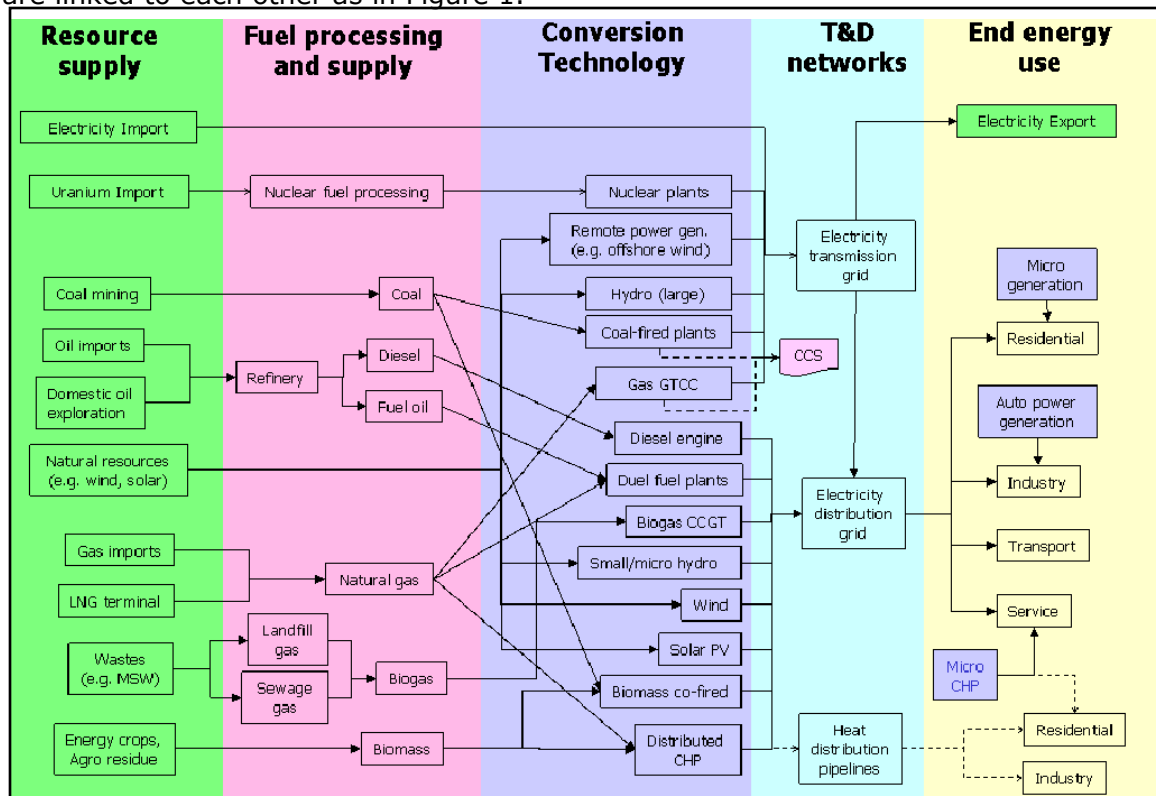 are linked to each other as in Figure 1.
Resource
supply
Fuel processing
and supply
Conversion
Technology
T&D
networks
End energy
use
Electricity Import
Electricity Export
Uranium Import
Nuclear fuel processing
Nuclear plants
Remote power gen.
(e.g. offshore wind)
Electricity
transmission
grid
Micro
generation
Coal mining
Coal
Hydro (large)
Coal-fired plants
Residential
Oil imports
Diesel
CCS
Refinery
Gas GTCC
Domestic oil
exploration
Fuel oil
Auto power
generation
Diesel engine
Natural resources
(e.g. wind, solar)
Duel fuel plants
Industry
Electricity
distribution
grid
Biogas CCGT
Gas imports
Small/micro hydro
Transport
Natural gas
LNG terminal
Wind
Service
Landfill
gas
Solar PV
Wastes
(e.g. MSW)
Biogas
Micro
CHP
Sewage
gas
Biomass co-fired
Residential
Energy crops,
Agro residue
Biomass
Distributed
CHP
Heat
distribution
pipelines
Industry